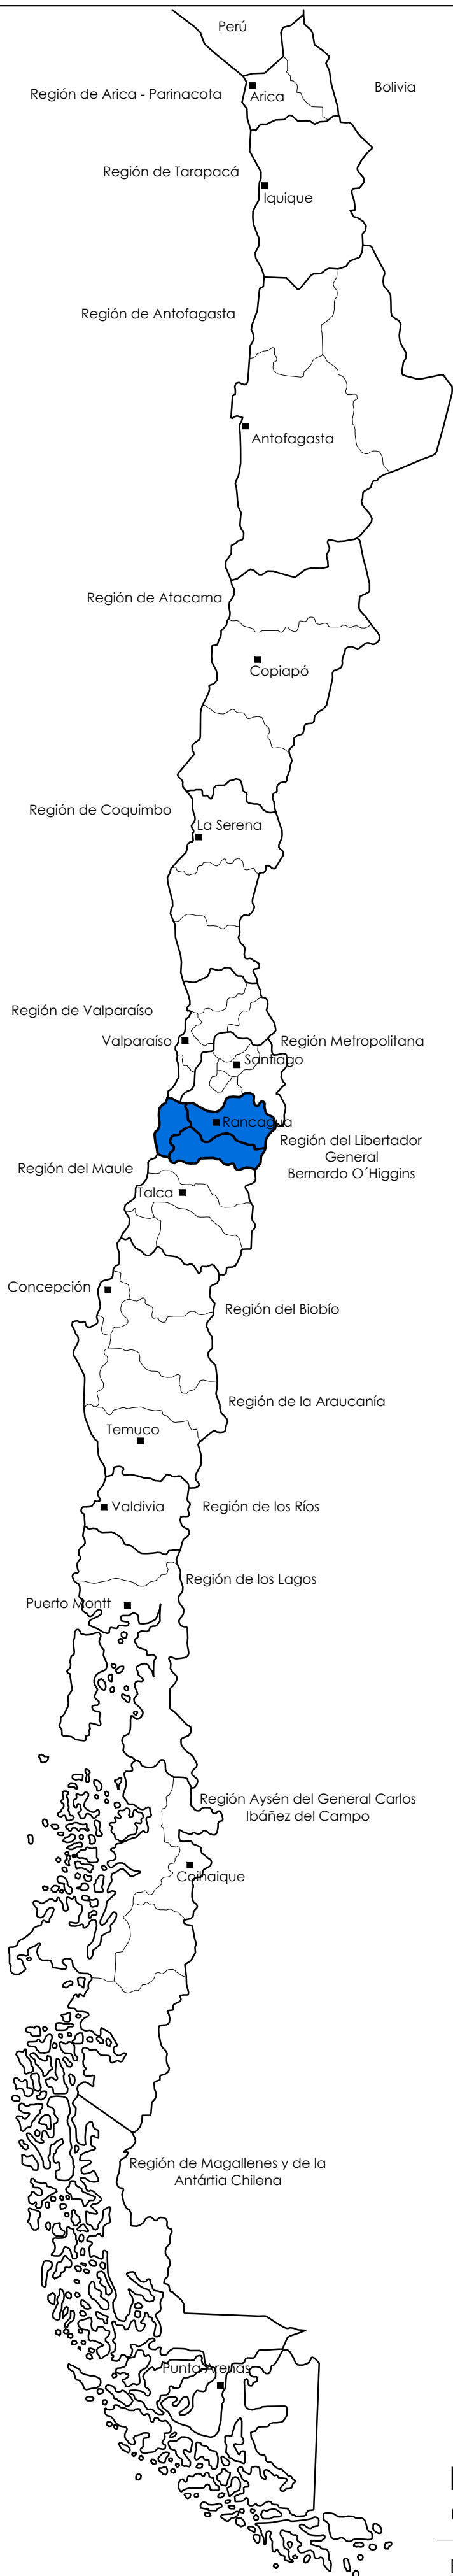 Perú
Bolivia
Región de Arica - Parinacota
Arica
Región de Tarapacá
Iquique
Región de Antofagasta
Antofagasta
Región de Atacama
Copiapó
Región de Coquimbo
La Serena
Región de Valparaíso
Valparaíso
Región Metropolitana
Santiago
Rancagua
Región del Libertador
General
Bernardo O´Higgins
Región del Maule
Talca
Concepción
Región del Biobío
Región de la Araucanía
Temuco
Valdivia
Región de los Ríos
Región de los Lagos
Puerto Montt
Región Aysén del General Carlos
Ibáñez del Campo
Coihaique
Región de Magallenes y de la
Antártia Chilena
Punta Arenas